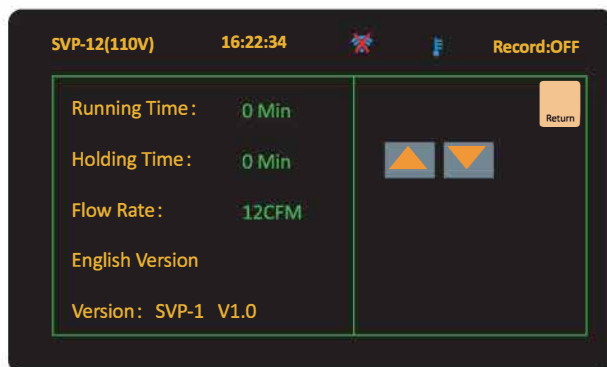 SVP-12(110V) 16:22:34 Record:OFF
Return
Running Time: 0 Min
Holding Time: 0 Min
Flow Rate: 12CFM
English Version
Version: SVP-1 V1.0